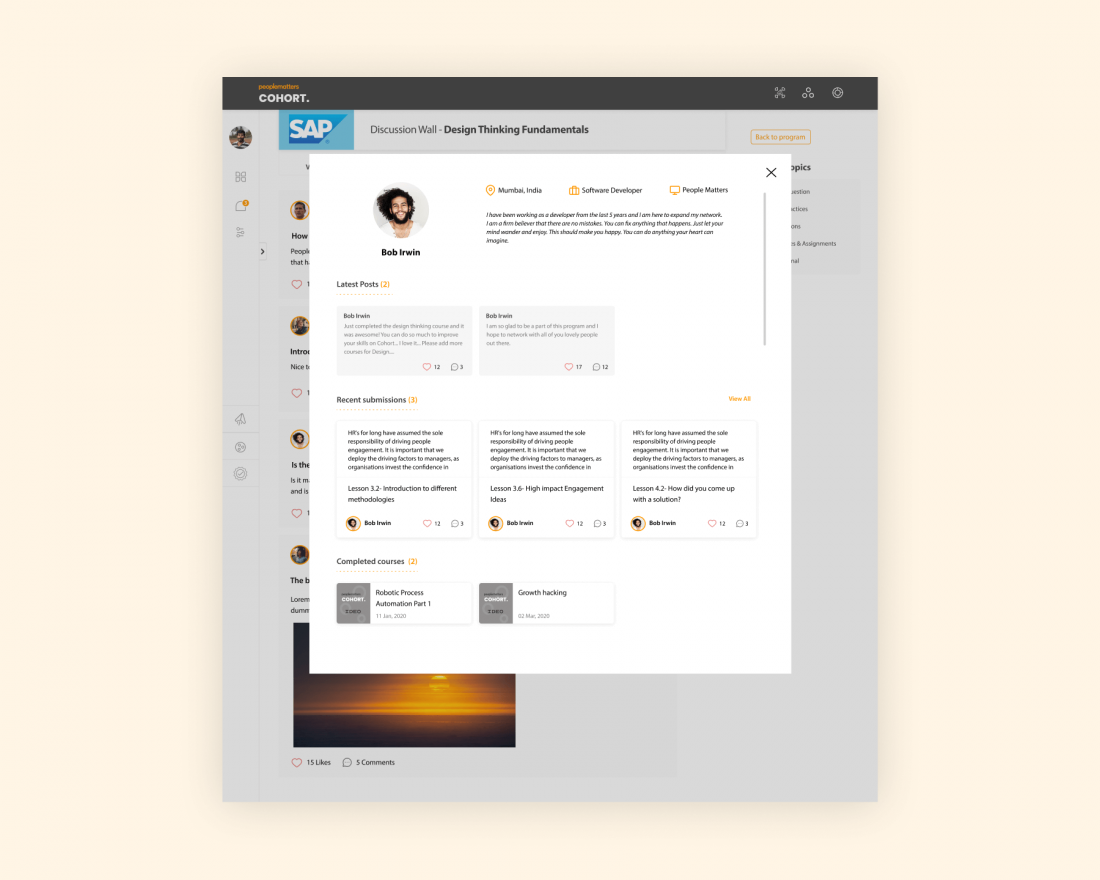 peoplematters
COHORT.
SAP
Discussion Wall - Design Thinking Fundamentals
Back to program
Mumbai, India
Software Developer
People Matters
I have been working as a developer from the last 5 years and I am here to expand my network.
I am a firm believer that there are no mistakes. You can fix anything that happens. Just let your
mind wander and enjoy. This should make you happy. You can do anything your heart can
imagine.
Bob Irwin
Latest Posts (2)
Bob Irwin
Just completed the design thinking course and it
was awesome! You can do so much to improve
your skills on Cohort... I love it... Please add more
courses for Design....
12 3
Bob Irwin
I am so glad to be a part of this program and I
hope to network with all of you lovely people
out there.
17 12
Recent submissions (3)
View All
HR's for long have assumed the sole
responsibility of driving people
engagement. It is important that we
deploy the driving factors to managers, as
organisations invest the confidence in
Lesson 3.2- Introduction to different
methodologies
Bob Irwin 12 3
HR's for long have assumed the sole
responsibility of driving people
engagement. It is important that we
deploy the driving factors to managers, as
organisations invest the confidence in
Lesson 3.6- High impact Engagement
Ideas
Bob Irwin 12 3
HR's for long have assumed the sole
responsibility of driving people
engagement. It is important that we
deploy the driving factors to managers, as
organisations invest the confidence in
Lesson 4.2- How did you come up
with a solution?
Bob Irwin 12 3
Completed courses (2)
COHORT.
Robotic Process
Automation Part 1
11 Jan, 2020
COHORT.
Growth hacking
02 Mar, 2020
How
that h
Nice t
Is the
Is it m
and is
The b
Lorem
dumm
& Assignments
15 Likes
5 Comments